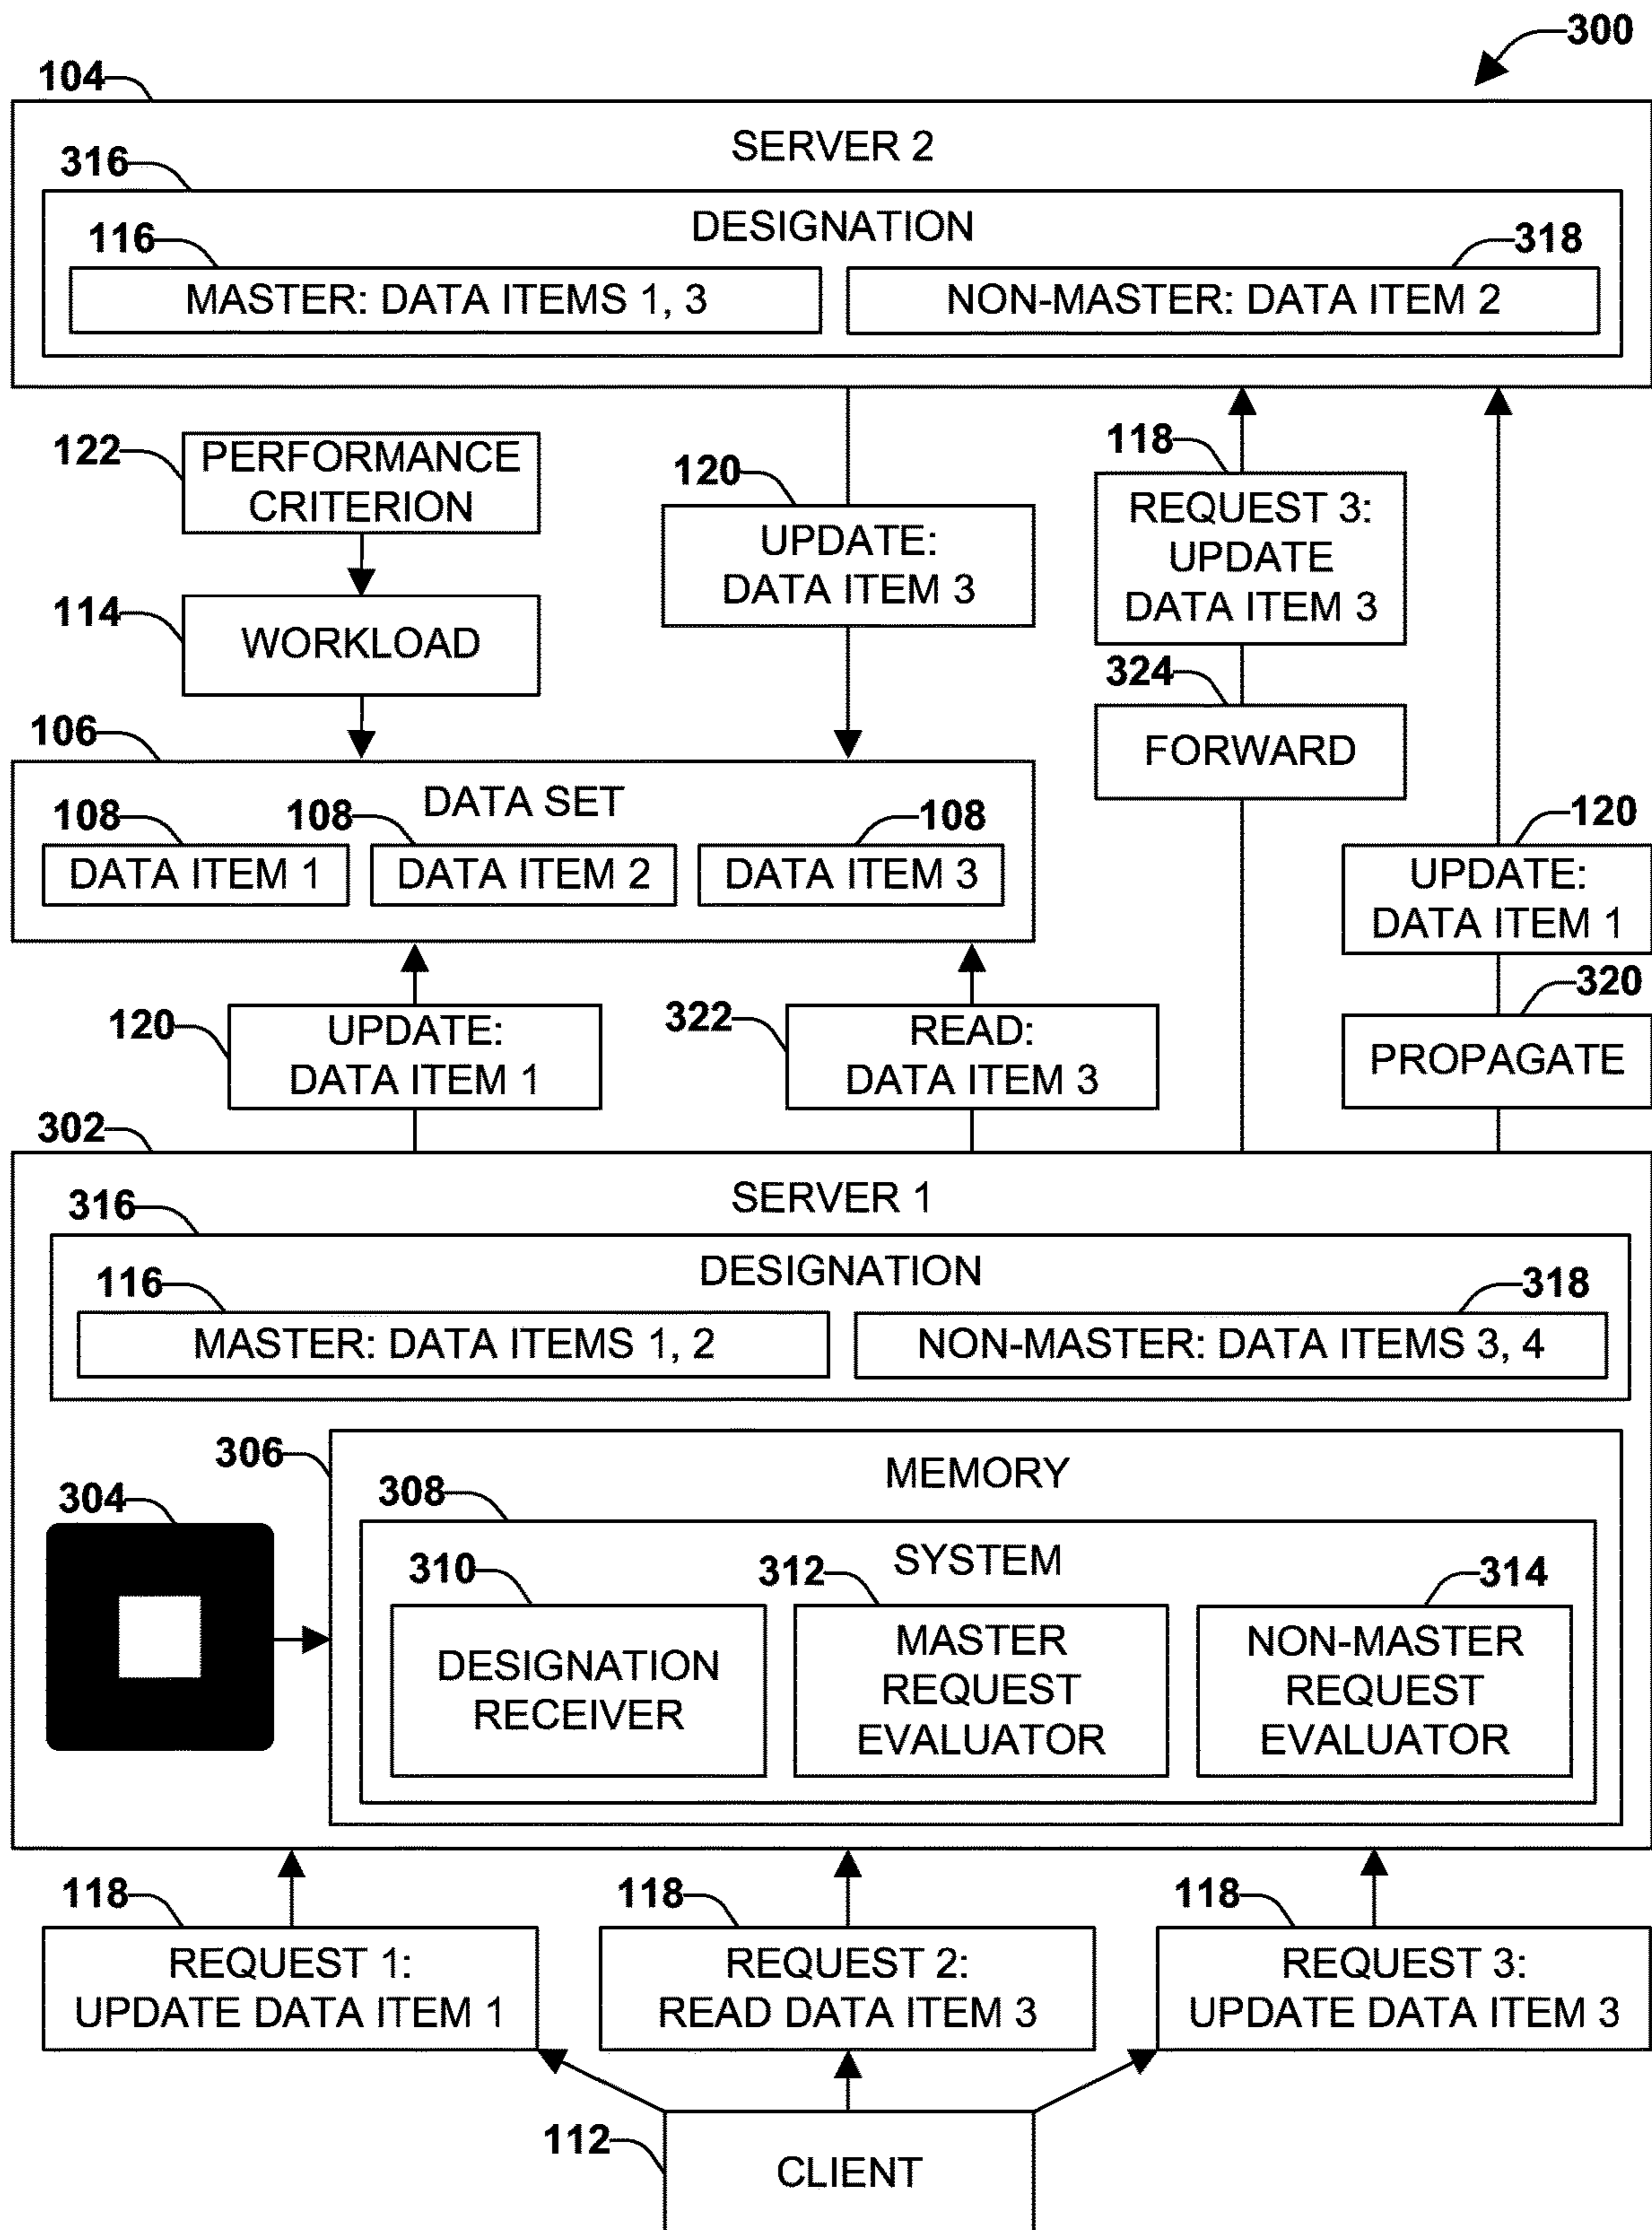 300
104
SERVER 2
316
DESIGNATION
116
318
MASTER: DATA ITEMS 1, 3
NON-MASTER: DATA ITEM 2
122
PERFORMANCE
CRITERION
114
WORKLOAD
120
UPDATE:
DATA ITEM 3
118
REQUEST 3:
UPDATE
DATA ITEM 3
324
FORWARD
106
DATA SET
108
108
108
DATA ITEM 1
DATA ITEM 2
DATA ITEM 3
120
UPDATE:
DATA ITEM 1
320
PROPAGATE
120
UPDATE:
DATA ITEM 1
322
READ:
DATA ITEM 3
302
SERVER 1
316
DESIGNATION
116
318
MASTER: DATA ITEMS 1, 2
NON-MASTER: DATA ITEMS 3, 4
306
MEMORY
304
308
SYSTEM
310
312
314
DESIGNATION
RECEIVER
MASTER
REQUEST
EVALUATOR
NON-MASTER
REQUEST
EVALUATOR
118
118
118
REQUEST 1:
UPDATE DATA ITEM 1
REQUEST 2:
READ DATA ITEM 3
REQUEST 3:
UPDATE DATA ITEM 3
112
CLIENT